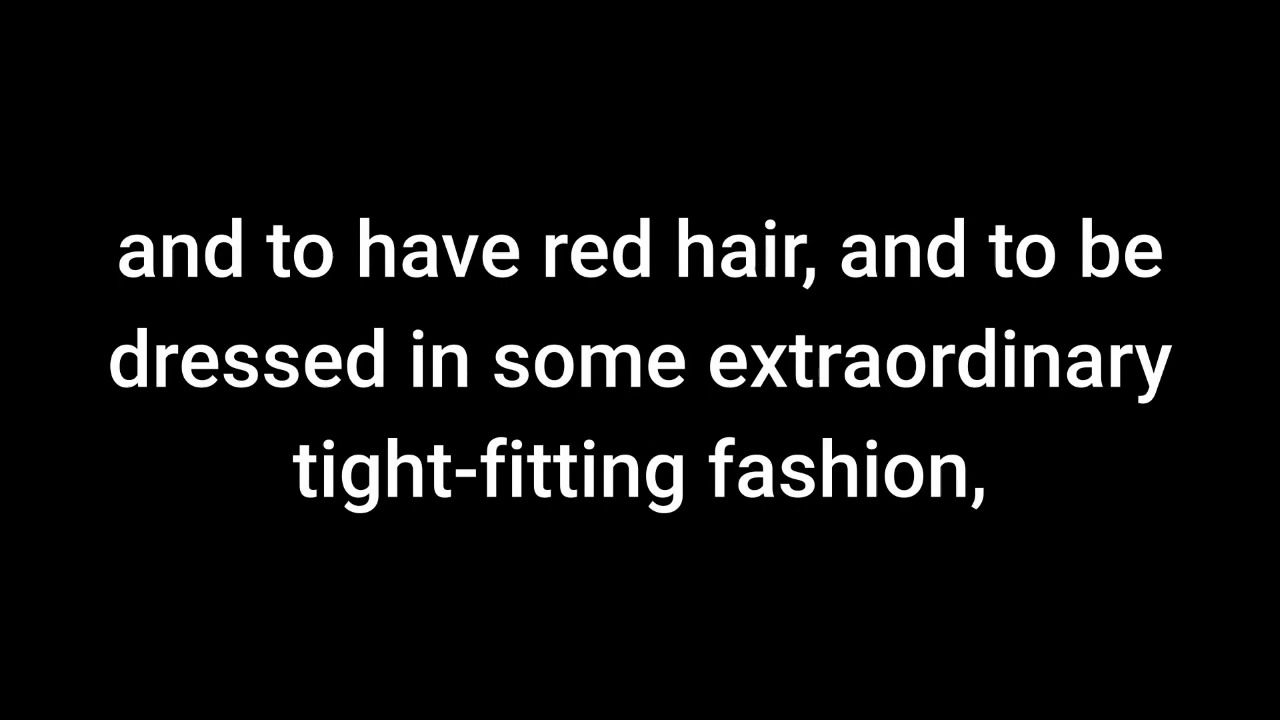 and to have red hair, and to be
dressed in some extraordinary
tight-fitting fashion,